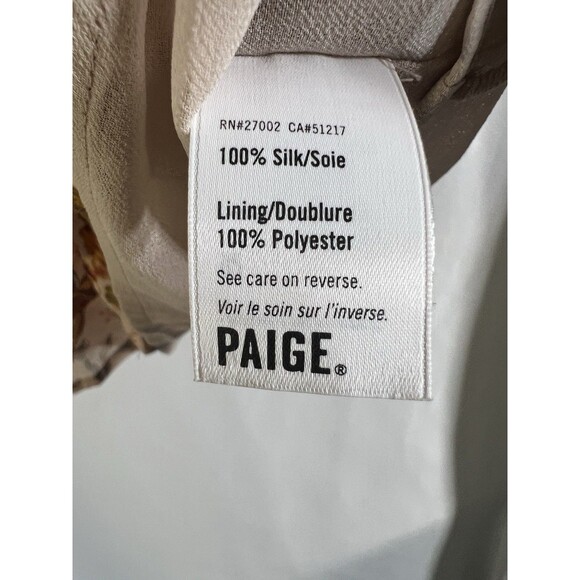 RN#27002 CA#51217
100% Silk/Soie
Lining/Doublure
100% Polyester
See care on reverse.
Voir le soin sur l'inverse.
PAIGE®